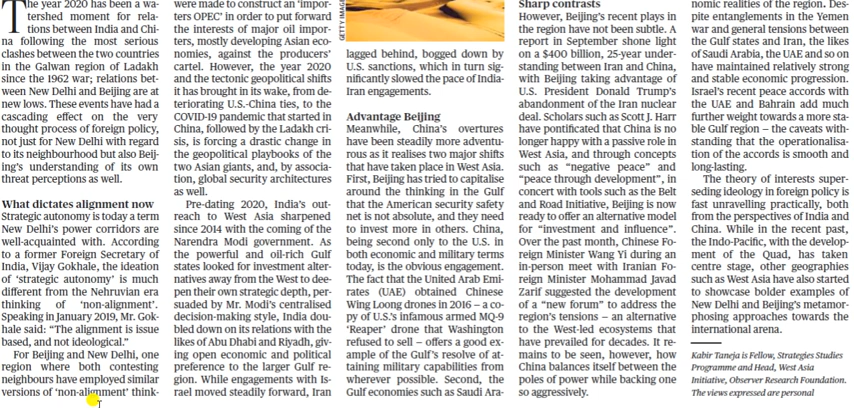 The year 2020 has been a wa-
tershed moment for rela-
tions between India and Chi-
na following the most serious
clashes between the two countries
in the Galwan region of Ladakh
since the 1962 war; relations bet-
ween New Delhi and Beijing are at
new lows. These events have had a
cascading effect on the very
thought process of foreign policy,
not just for New Delhi with regard
to its neighbourhood but also Beij-
ing's understanding of its own
threat perceptions as well.
What dictates alignment now
Strategic autonomy is today a term
New Delhi's power corridors are
well-acquainted with. According
to a former Foreign Secretary of
India, Vijay Gokhale, the ideation
of 'strategic autonomy' is much
different from the Nehruvian era
thinking of 'non-alignment'.
Speaking in January 2019, Mr. Gok-
hale said: "The alignment is issue
based, and not ideological."
For Beijing and New Delhi, one
region where both contesting
neighbours have employed similar
versions of 'non-alignment' think-
were made to construct an 'impor-
ters OPEC' in order to put forward
the interests of major oil impor-
ters, mostly developing Asian eco-
nomies, against the producers'
cartel. However, the year 2020
and the tectonic geopolitical shifts
it has brought in its wake, from de-
teriorating U.S.-China ties, to the
COVID-19 pandemic that started in
China, followed by the Ladakh cri-
sis, is forcing a drastic change in
the geopolitical playbooks of the
two Asian giants, and, by associa-
tion, global security architectures
as well.
Pre-dating 2020, India's out-
reach to West Asia sharpened
since 2014 with the coming of the
Narendra Modi government. As
the powerful and oil-rich Gulf
states looked for investment alter-
natives away from the West to dee-
pen their own strategic depth, per-
suaded by Mr. Modi's centralised
decision-making style, India dou-
bled down on its relations with the
likes of Abu Dhabi and Riyadh, giv-
ing open economic and political
preference to the larger Gulf re-
gion. While engagements with Is-
rael moved steadily forward, Iran
GETTY IMAGE
lagged behind, bogged down by
U.S. sanctions, which in turn sig-
nificantly slowed the pace of India-
Iran engagements.
Advantage Beijing
Meanwhile, China's overtures
have been steadily more adventu-
rous as it realises two major shifts
that have taken place in West Asia.
First, Beijing has tried to capitalise
around the thinking in the Gulf
that the American security safety
net is not absolute, and they need
to invest more in others. China,
being second only to the U.S. in
both economic and military terms
today, is the obvious engagement.
The fact that the United Arab Emi-
rates (UAE) obtained Chinese
Wing Loong drones in 2016 – a co-
py of U.S.'s infamous armed MQ-9
'Reaper' drone that Washington
refused to sell – offers a good ex-
ample of the Gulf's resolve of at-
taining military capabilities from
wherever possible. Second, the
Gulf economies such as Saudi Ara-
Sharp contrasts
However, Beijing's recent plays in
the region have not been subtle. A
report in September shone light
on a $400 billion, 25-year under-
standing between Iran and China,
with Beijing taking advantage of
U.S. President Donald Trump's
abandonment of the Iran nuclear
deal. Scholars such as Scott J. Harr
have pontificated that China is no
longer happy with a passive role in
West Asia, and through concepts
such as "negative peace" and
"peace through development", in
concert with tools such as the Belt
and Road Initiative, Beijing is now
ready to offer an alternative model
for "investment and influence".
Over the past month, Chinese Fo-
reign Minister Wang Yi during an
in-person meet with Iranian Fo-
reign Minister Mohammad Javad
Zarif suggested the development
of a "new forum" to address the
region's tensions – an alternative
to the West-led ecosystems that
have prevailed for decades. It re-
mains to be seen, however, how
China balances itself between the
poles of power while backing one
so aggressively.
nomic realities of the region. Des-
pite entanglements in the Yemen
war and general tensions between
the Gulf states and Iran, the likes
of Saudi Arabia, the UAE and so on
have maintained relatively strong
and stable economic progression.
Israel's recent peace accords with
the UAE and Bahrain add much
further weight towards a more sta-
ble Gulf region – the caveats with-
standing that the operationalisa-
tion of the accords is smooth and
long-lasting.
The theory of interests super-
seding ideology in foreign policy is
fast unravelling practically, both
from the perspectives of India and
China. While in the recent past,
the Indo-Pacific, with the develop-
ment of the Quad, has taken
centre stage, other geographies
such as West Asia have also started
to showcase bolder examples of
New Delhi and Beijing's metamor-
phosing approaches towards the
international arena.
Kabir Taneja is Fellow, Strategies Studies
Programme and Head, West Asia
Initiative, Observer Research Foundation.
The views expressed are personal